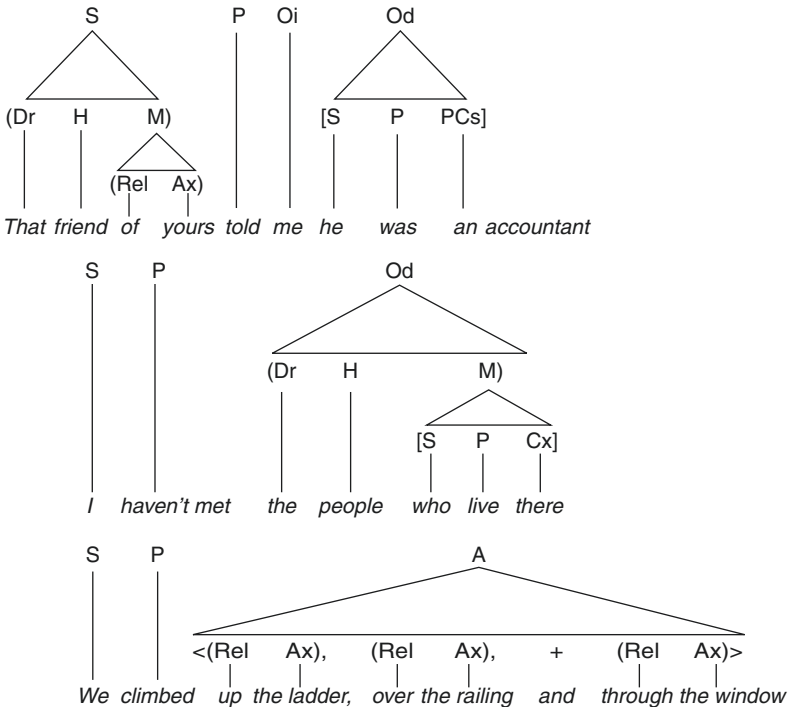 S P Oi Od
(Dr H M) [S P PCs]
(Rel Ax)
That friend of yours told me he was an accountant
S P Od
(Dr H M)
[S P Cx]
I haven't met the people who live there
S P A
<(Rel Ax), (Rel Ax), + (Rel Ax)>
We climbed up the ladder, over the railing and through the window